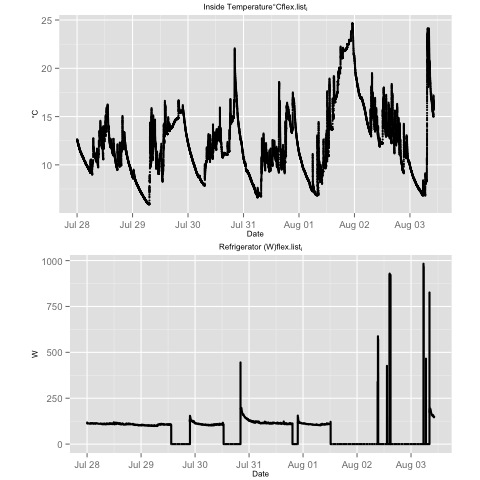 Inside Temperature°Cflex.list,
25
20
15
10
°C
Jul 28 Jul 29 Jul 30 Jul 31 Aug 01 Aug 02 Aug 03
Date
Refrigerator (W)flex.list,
1000
750
500
250
0
W
Jul 28 Jul 29 Jul 30 Jul 31 Aug 01 Aug 02 Aug 03
Date